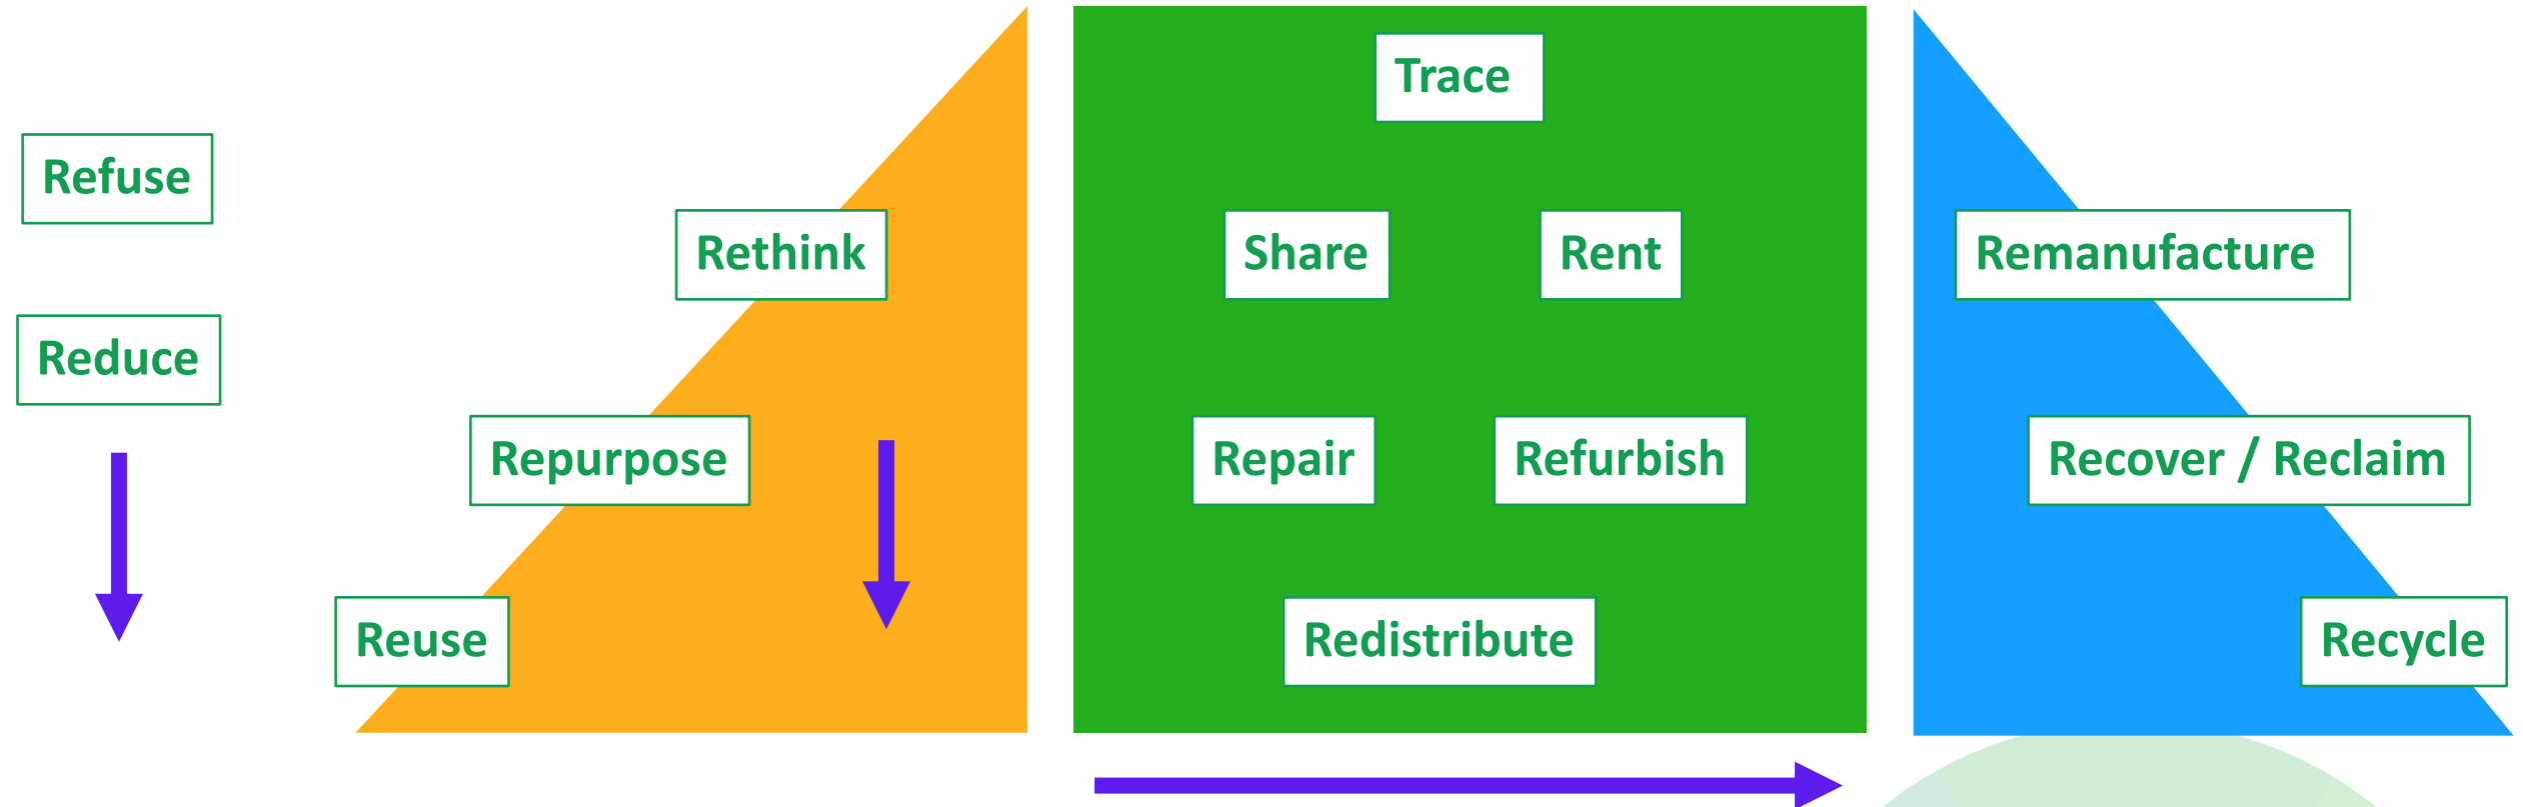 Refuse
Reduce
Rethink
Repurpose
Reuse
Trace
Share
Rent
Repair
Refurbish
Redistribute
Remanufacture
Recover / Reclaim
Recycle